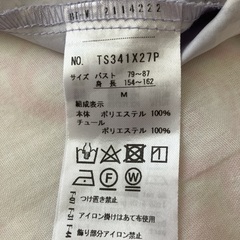 BFW 2114222
NO. TS341X27P
サイズ バスト 79~87
身長 154~162
M
組成表示
本体 ポリエステル 100%
チュール
ポリエステル 100%
つけ置き禁止
アイロン掛けはあて布使用
飾り部分アイロン禁止